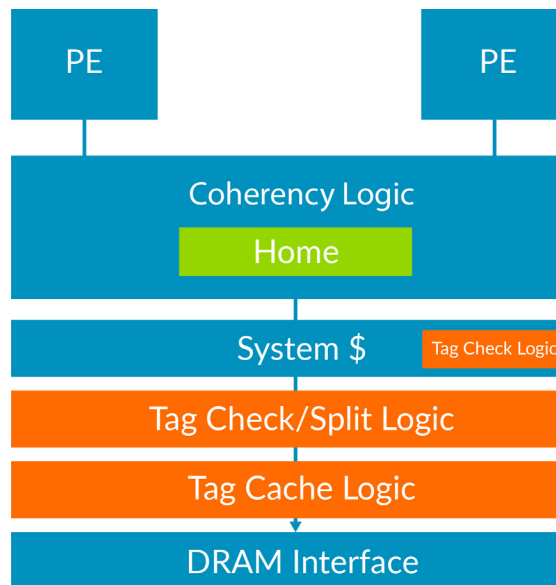 PE
PE
Coherency Logic
Home
System $
Tag Check Logic
Tag Check/Split Logic
Tag Cache Logic
DRAM Interface